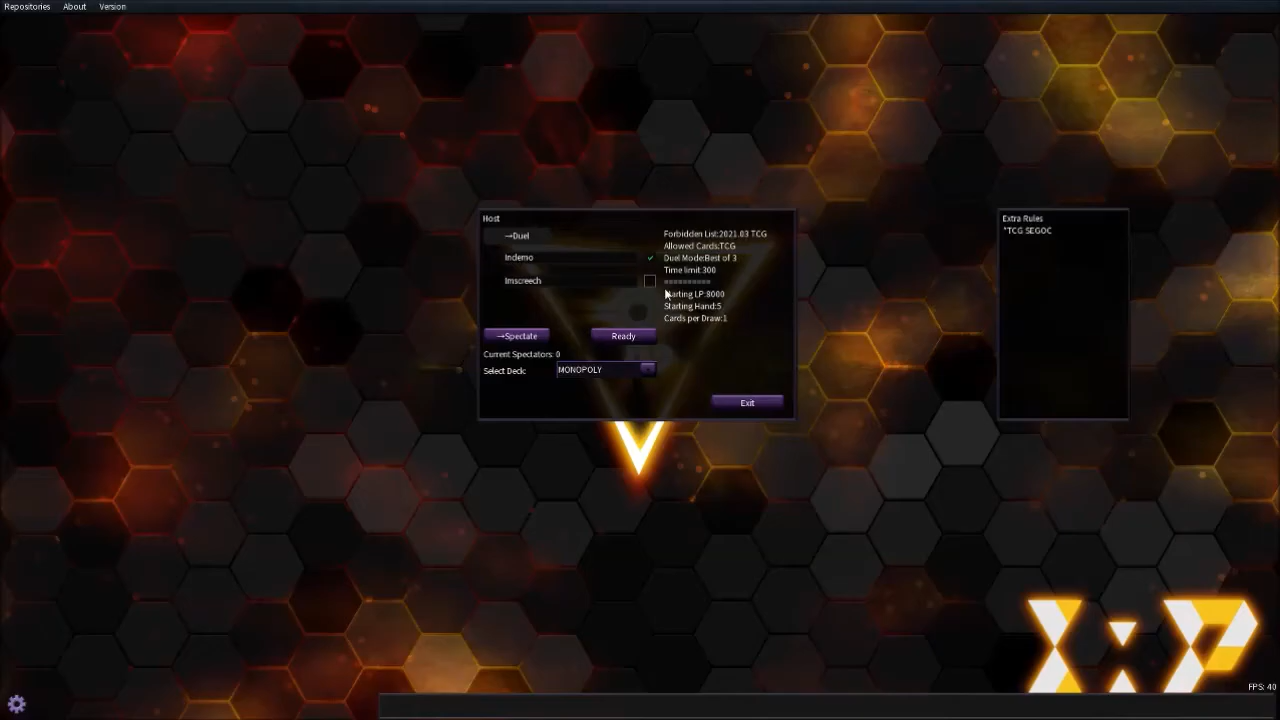 Repositories About Version
Host
→Duel
Indemo
Imscreech
→Spectate
Ready
Current Spectators: 0
Select Deck:
MONOPOLY
Forbidden List:2021.03 TCG
Allowed Cards:TCG
Duel Mode:Best of 3
Time limit:300
==========
Starting LP:8000
Starting Hand:5
Cards per Draw:1
Exit
Extra Rules
*TCG SEGOC
FPS: 40